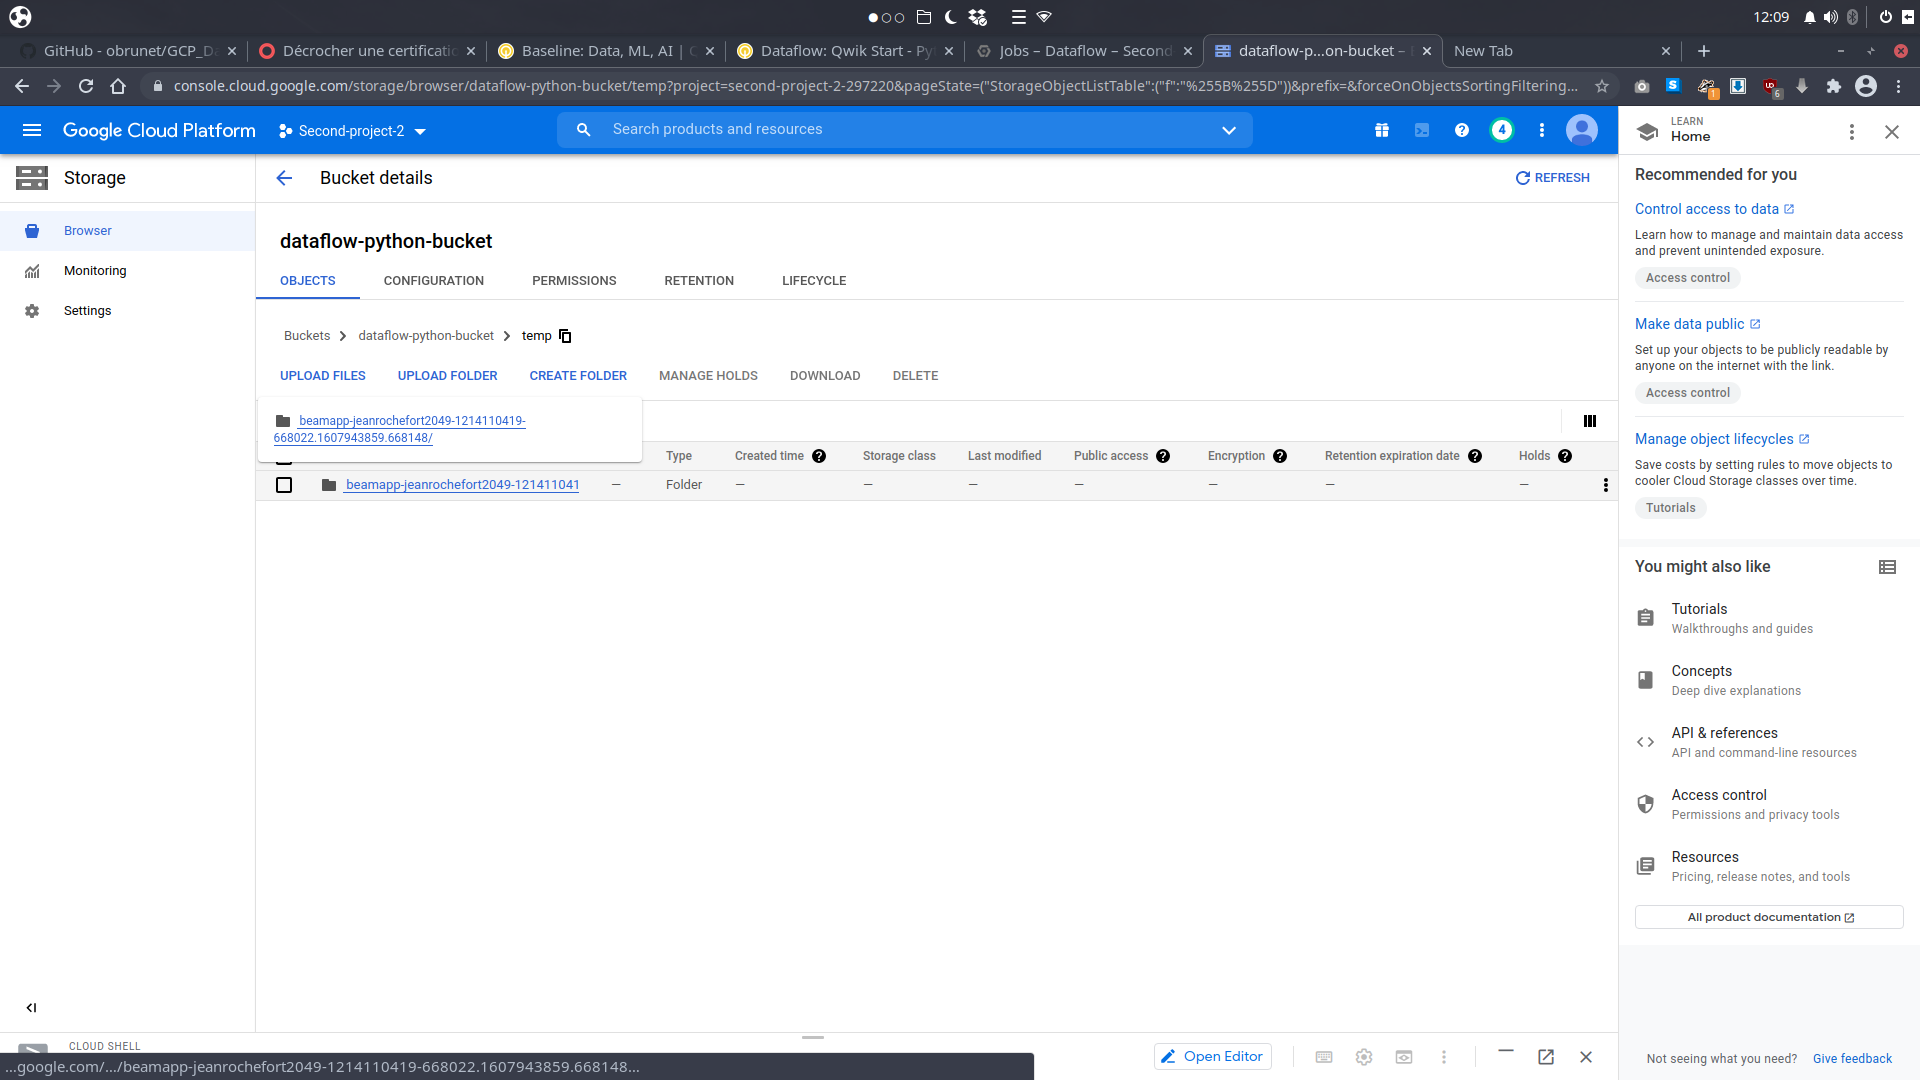 12:09
GitHub - obrunet/GCP_Da
Décrocher une certificatio
Baseline: Data, ML, AI | G
Dataflow: Qwik Start - Pyt
Jobs – Dataflow – Second
dataflow-p...on-bucket –
New Tab
console.cloud.google.com/storage/browser/dataflow-python-bucket/temp?project=second-project-2-297220&pageState=("StorageObjectListTable":("f":"%255B%255D"))&prefix=&forceOnObjectsSortingFiltering...
1
6
Google Cloud Platform
Second-project-2
Search products and resources
4
LEARN
Home
Storage
Bucket details
REFRESH
Browser
Monitoring
Settings
dataflow-python-bucket
OBJECTS CONFIGURATION PERMISSIONS RETENTION LIFECYCLE
Buckets > dataflow-python-bucket > temp
UPLOAD FILES UPLOAD FOLDER CREATE FOLDER MANAGE HOLDS DOWNLOAD DELETE
beamapp-jeanrochefort2049-1214110419-
668022.1607943859.668148/
Type Created time Storage class Last modified Public access Encryption Retention expiration date Holds
beamapp-jeanrochefort2049-121411041 — Folder — — — — — — —
Recommended for you
Control access to data
Learn how to manage and maintain data access
and prevent unintended exposure.
Access control
Make data public
Set up your objects to be publicly readable by
anyone on the internet with the link.
Access control
Manage object lifecycles
Save costs by setting rules to move objects to
cooler Cloud Storage classes over time.
Tutorials
You might also like
Tutorials
Walkthroughs and guides
Concepts
Deep dive explanations
API & references
API and command-line resources
Access control
Permissions and privacy tools
Resources
Pricing, release notes, and tools
All product documentation
Not seeing what you need? Give feedback
CLOUD SHELL
Open Editor
...google.com/.../beamapp-jeanrochefort2049-1214110419-668022.1607943859.668148...